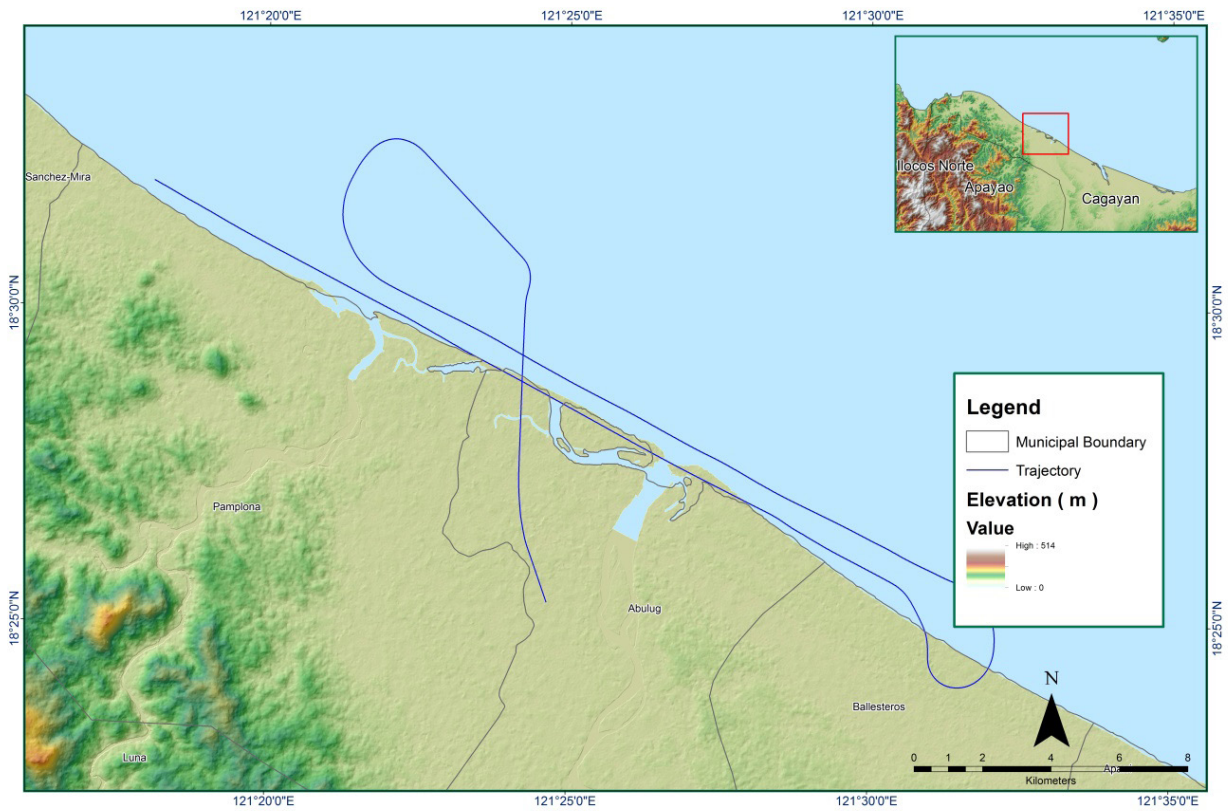 121°20'0"E 121°25'0"E 121°30'0"E 121°35'0"E
Ilocos Norte
Apayao
Cagayan
Sanchez-Mira
18°30'0"N 18°30'0"N
Legend
Municipal Boundary
Trajectory
Elevation ( m )
Value
High : 514
Low : 0
Pamplona
Abulug
18°25'0"N 18°25'0"N
N
Ballesteros
Luna
0 1 2 4 6 8
Apa
Kilometers
121°20'0"E 121°25'0"E 121°30'0"E 121°35'0"E